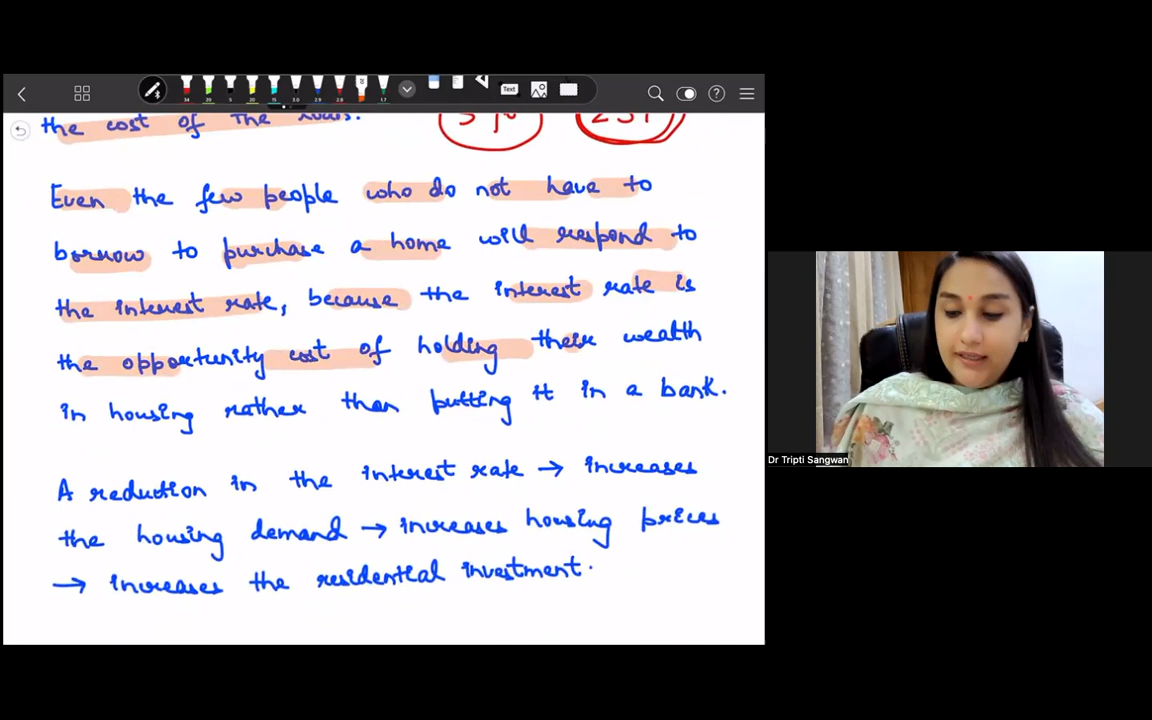 Text
the cost of the
Even the few people who do not have to
borrow to purchase a home will respond to
the interest rate, because the interest rate is
the opportunity cost of holding their wealth
in housing rather than putting it in a bank.
A reduction in the interest rate → increases
the housing demand → increases housing prices
→ increases the residential investment.
Dr Tripti Sangwan